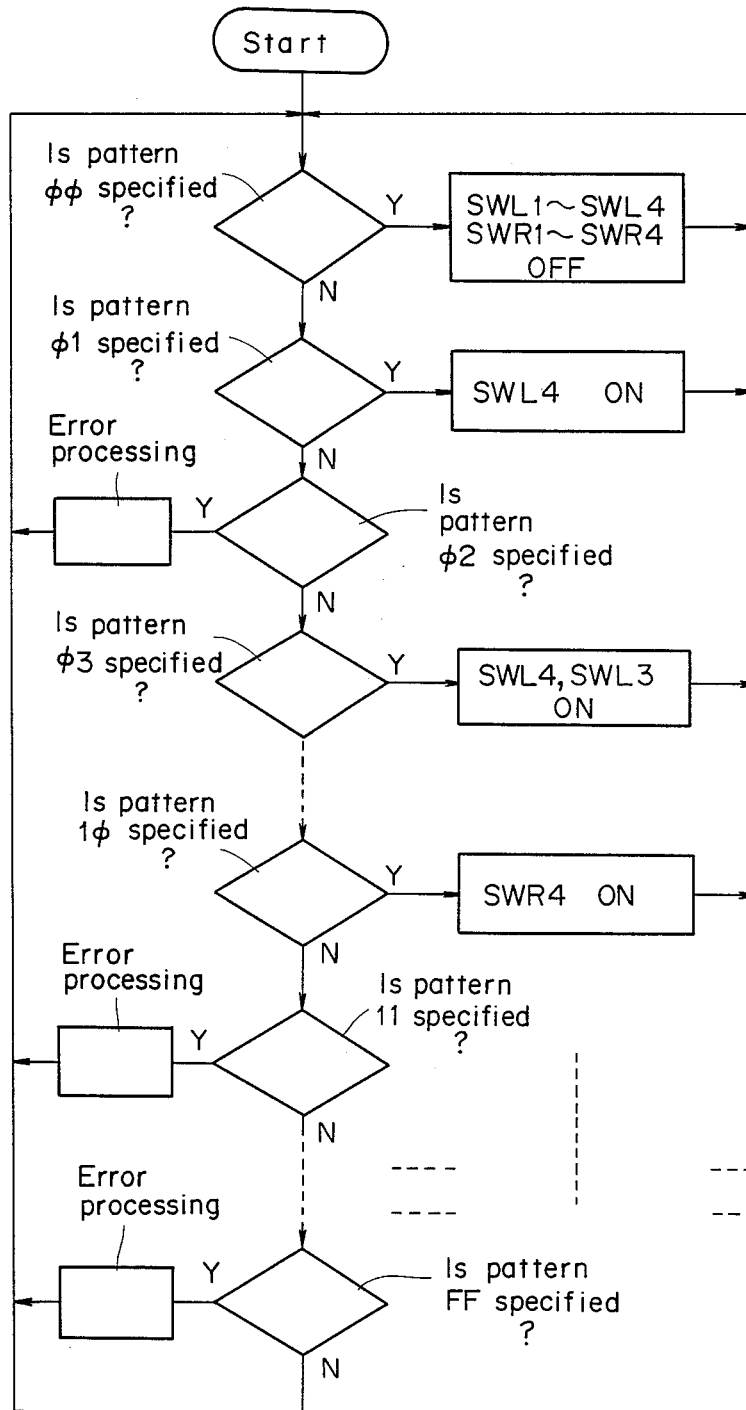 Start
Is pattern
φφ specified
?
Y
SWL1～SWL4
SWR1～SWR4
OFF
N
Is pattern
φ1 specified
?
Y
SWL4 ON
N
Error
processing
Y
Is
pattern
φ2 specified
?
N
Is pattern
φ3 specified
?
Y
SWL4, SWL3
ON
Is pattern
1φ specified
?
Y
SWR4 ON
N
Error
processing
Y
Is pattern
11 specified
?
N
Error
processing
Y
Is pattern
FF specified
?
N